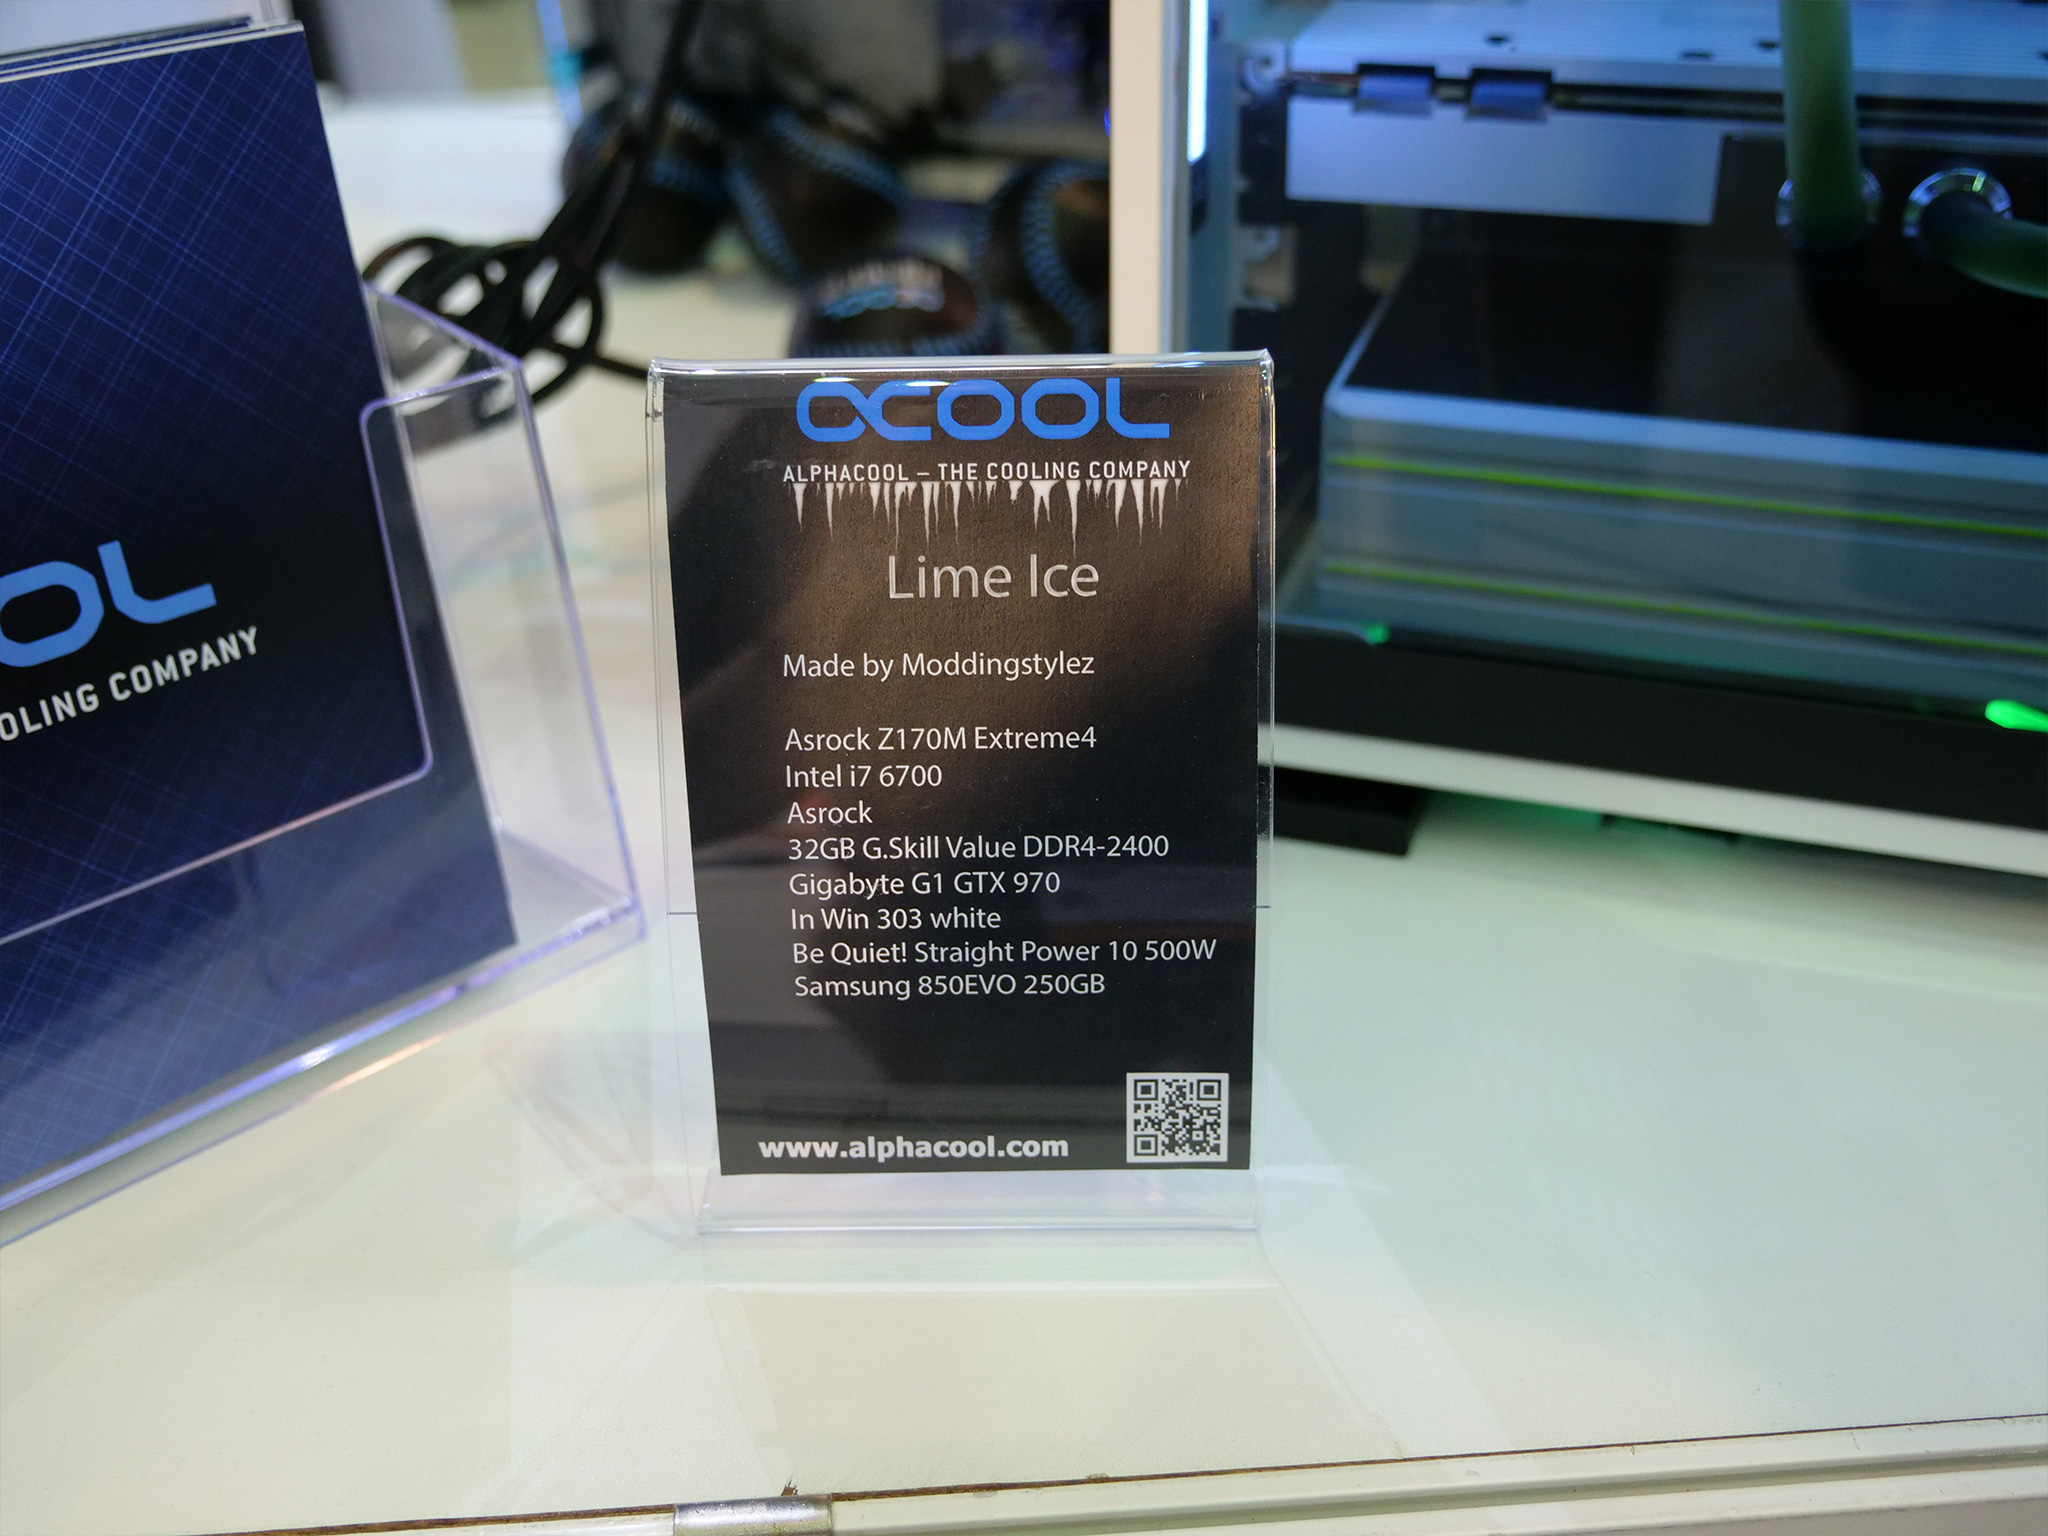 OL
OLING COMPANY
αCOOL
ALPHACOOL – THE COOLING COMPANY
Lime Ice
Made by Moddingstylez
Asrock Z170M Extreme4
Intel i7 6700
Asrock
32GB G.Skill Value DDR4-2400
Gigabyte G1 GTX 970
In Win 303 white
Be Quiet! Straight Power 10 500W
Samsung 850EVO 250GB
www.alphacool.com